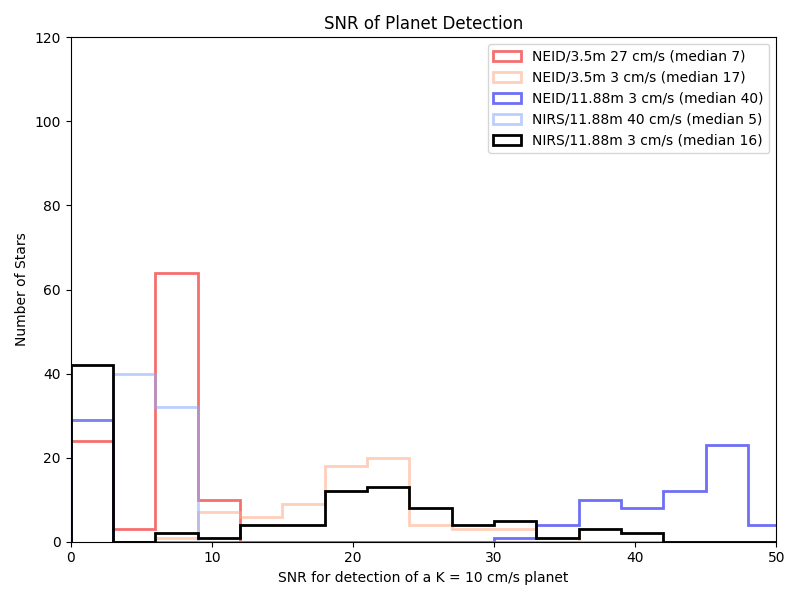 SNR of Planet Detection
120
100
80
60
40
20
0
Number of Stars
NEID/3.5m 27 cm/s (median 7)
NEID/3.5m 3 cm/s (median 17)
NEID/11.88m 3 cm/s (median 40)
NIRS/11.88m 40 cm/s (median 5)
NIRS/11.88m 3 cm/s (median 16)
0 10 20 30 40 50
SNR for detection of a K = 10 cm/s planet